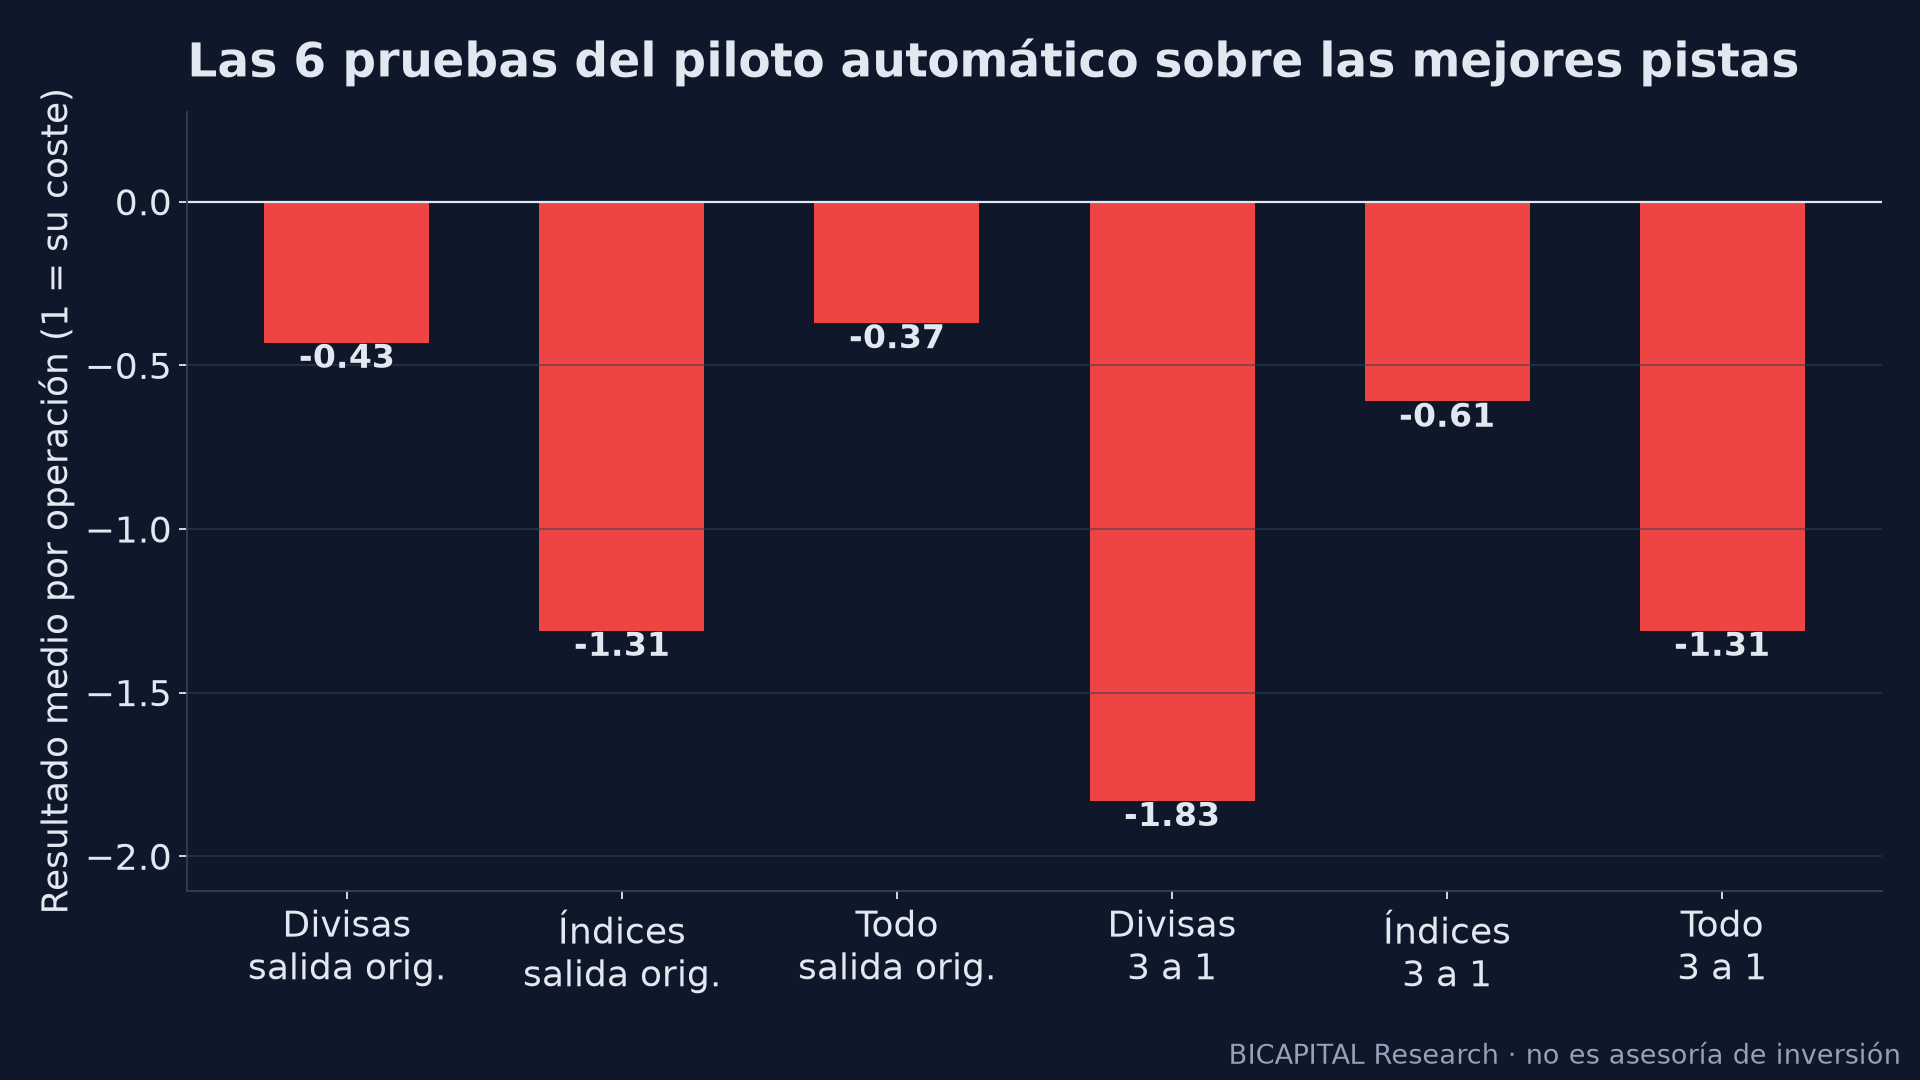 Las 6 pruebas del piloto automático sobre las mejores pistas
Resultado medio por operación (1 = su coste)
0.0
−0.5
−1.0
−1.5
−2.0
-0.43
-1.31
-0.37
-1.83
-0.61
-1.31
Divisas
salida orig.
Índices
salida orig.
Todo
salida orig.
Divisas
3 a 1
Índices
3 a 1
Todo
3 a 1
BICAPITAL Research · no es asesoría de inversión